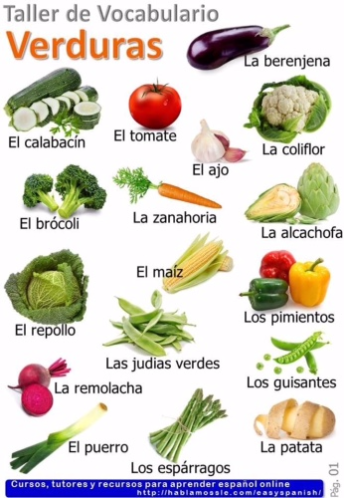 Taller de Vocabulario
Verduras
La berenjena
El calabacín
El tomate
La coliflor
El ajo
El brócoli
La zanahoria
La alcachofa
El maíz
El repollo
Los pimientos
Las judias verdes
La remolacha
Los guisantes
El puerro
Los espárragos
La patata
Cursos, tutores y recursos para aprender español online
http://hablamossle.com/easyspanish/
Pág. 01